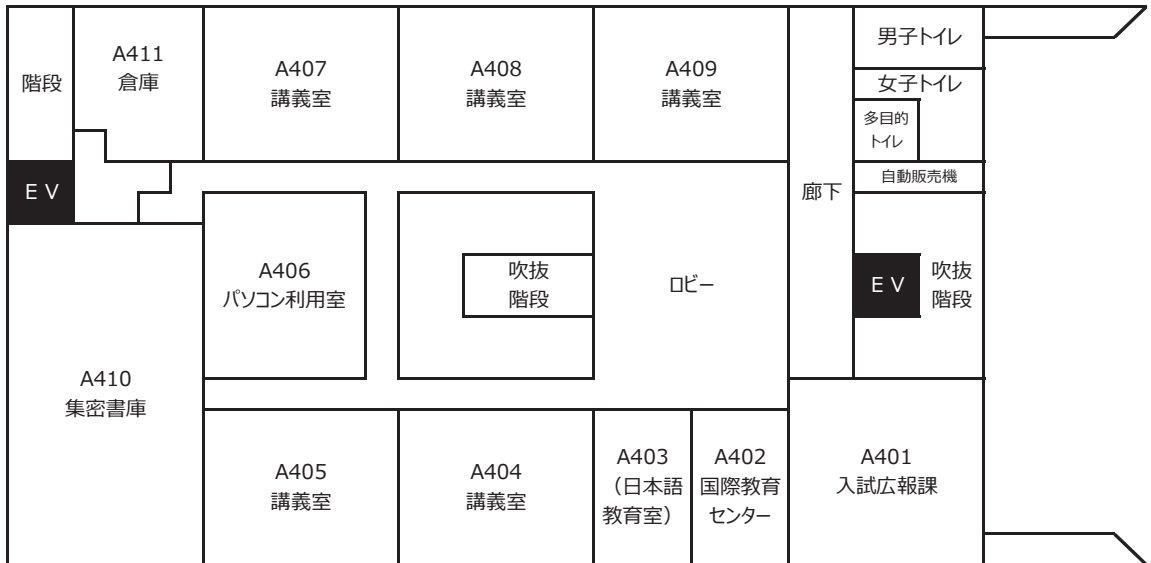 階段
A411
倉庫
A407
講義室
A408
講義室
A409
講義室
男子トイレ
女子トイレ
多目的
トイレ
自動販売機
ＥＶ
廊下
A406
パソコン利用室
吹抜
階段
ロビー
ＥＶ
吹抜
階段
A410
集密書庫
A405
講義室
A404
講義室
A403
（日本語
教育室）
A402
国際教育
センター
A401
入試広報課